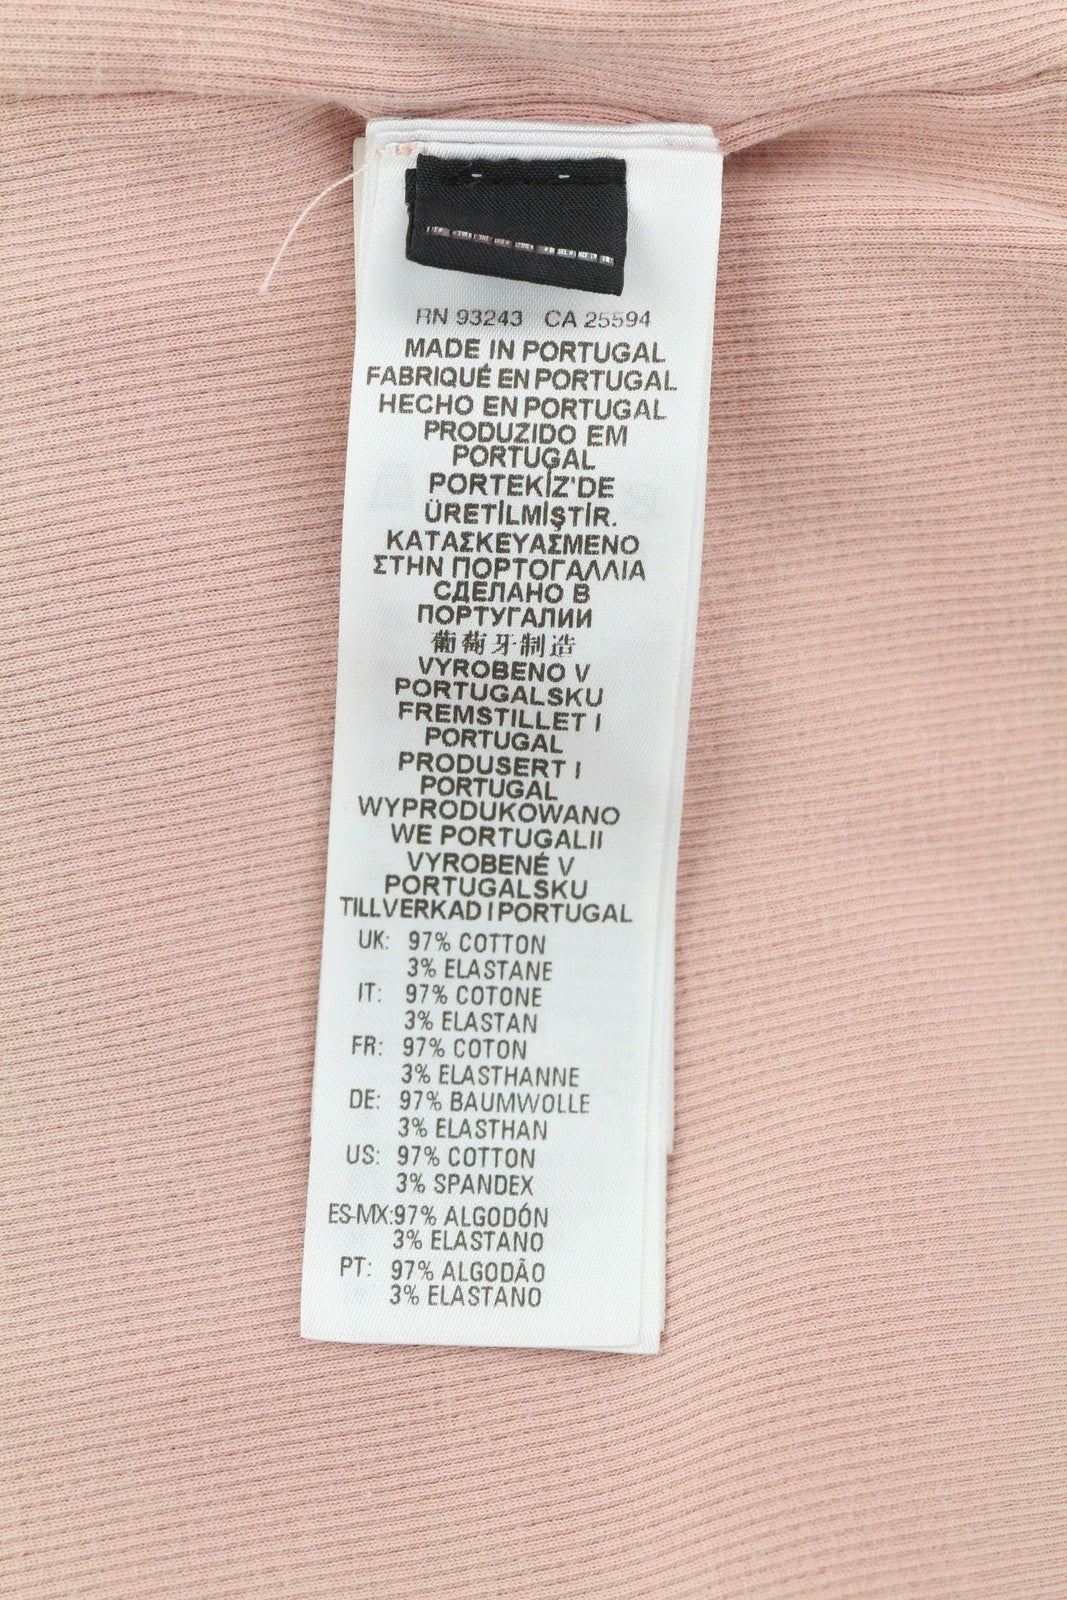 RN 93243 CA 25594
MADE IN PORTUGAL
FABRIQUÉ EN PORTUGAL
HECHO EN PORTUGAL
PRODUZIDO EM
PORTUGAL
PORTEKİZ'DE
ÜRETİLMİŞTİR.
ΚΑΤΑΣΚΕΥΑΣΜΕΝΟ
ΣΤΗΝ ΠΟΡΤΟΓΑΛΛΙΑ
СДЕЛАНО В
ПОРТУГАЛИИ
葡萄牙制造
VYROBENO V
PORTUGALSKU
FREMSTILLET I
PORTUGAL
PRODUSERT I
PORTUGAL
WYPRODUKOWANO
WE PORTUGALII
VYROBENÉ V
PORTUGALSKU
TILLVERKAD I PORTUGAL
UK: 97% COTTON
3% ELASTANE
IT: 97% COTONE
3% ELASTAN
FR: 97% COTON
3% ELASTHANNE
DE: 97% BAUMWOLLE
3% ELASTHAN
US: 97% COTTON
3% SPANDEX
ES-MX:97% ALGODÓN
3% ELASTANO
PT: 97% ALGODÃO
3% ELASTANO